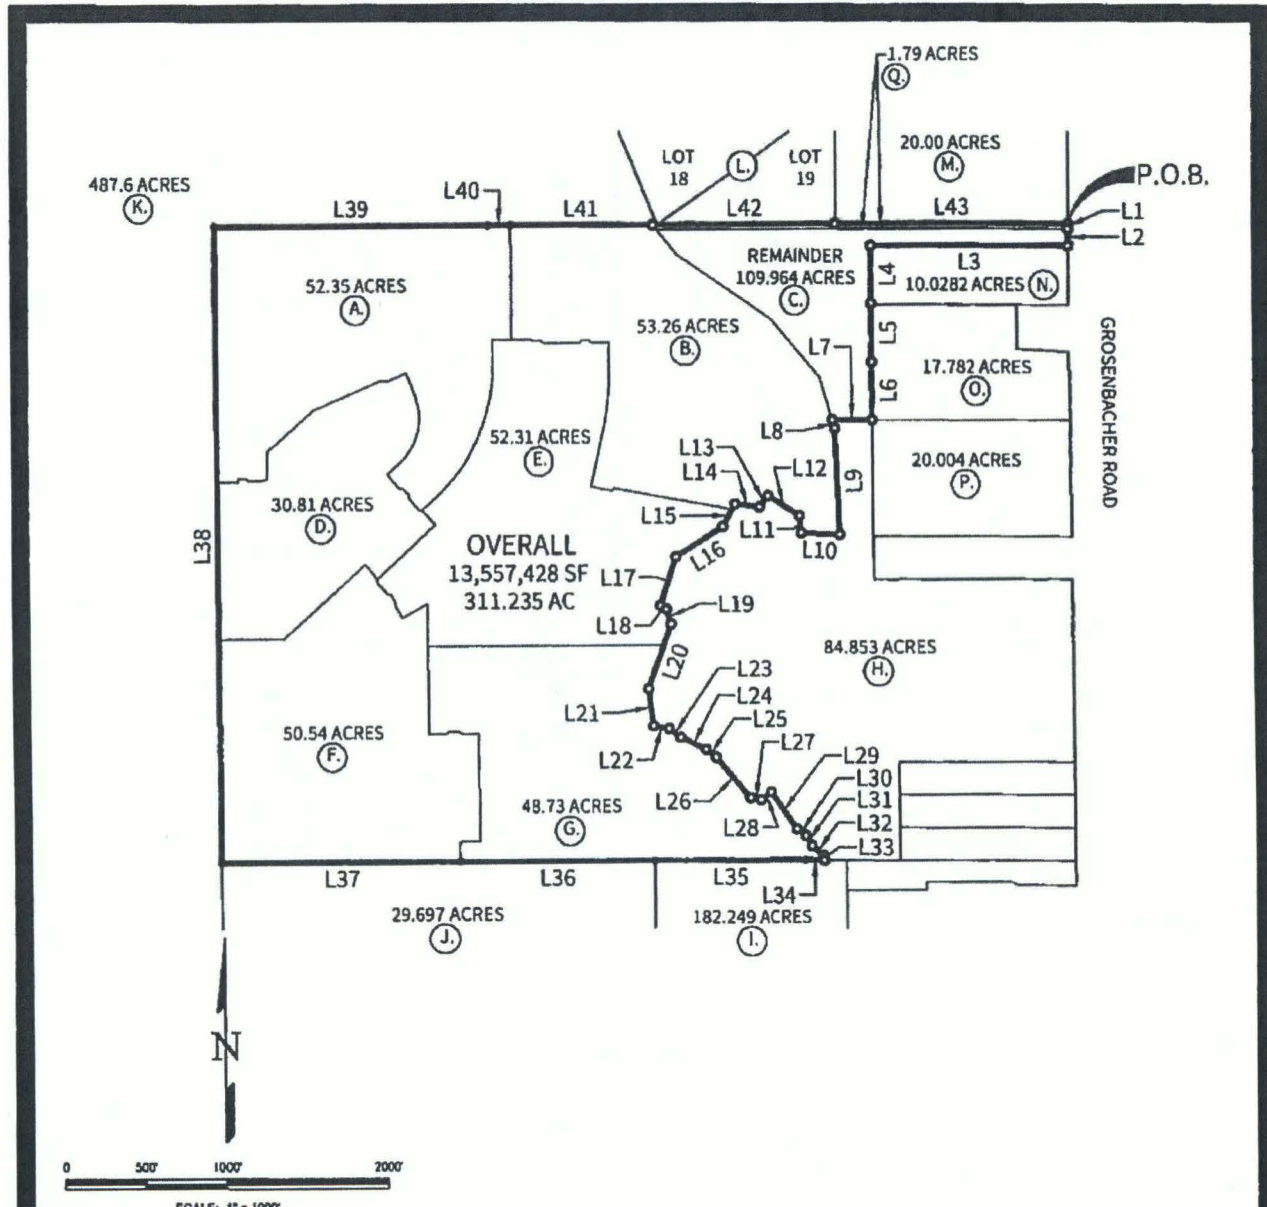 1.79 ACRES
Q.
20.00 ACRES
M.
LOT
18
L.
LOT
19
P.O.B.
487.6 ACRES
K.
L39
L40
L41
L42
L43
L1
L2
REMAINDER
109.964 ACRES
C.
L3
10.0282 ACRES N.
L4
52.35 ACRES
A.
53.26 ACRES
B.
L7
L5
17.782 ACRES
O.
L6
GROSENBACHER ROAD
L8
52.31 ACRES
E.
L13
L14
L12
L9
20.004 ACRES
P.
30.81 ACRES
D.
L15
L11
L10
L38
OVERALL
13,557,428 SF
311.235 AC
L16
L17
L18
L19
L20
84.853 ACRES
H.
L23
L24
L21
L25
50.54 ACRES
F.
L22
L27
L29
L30
L26
L31
48.73 ACRES
G.
L28
L32
L33
L37
L36
L35
L34
29.697 ACRES
J.
182.249 ACRES
I.
N
0 500' 1000' 2000'
SCALE: 1" = 1000'